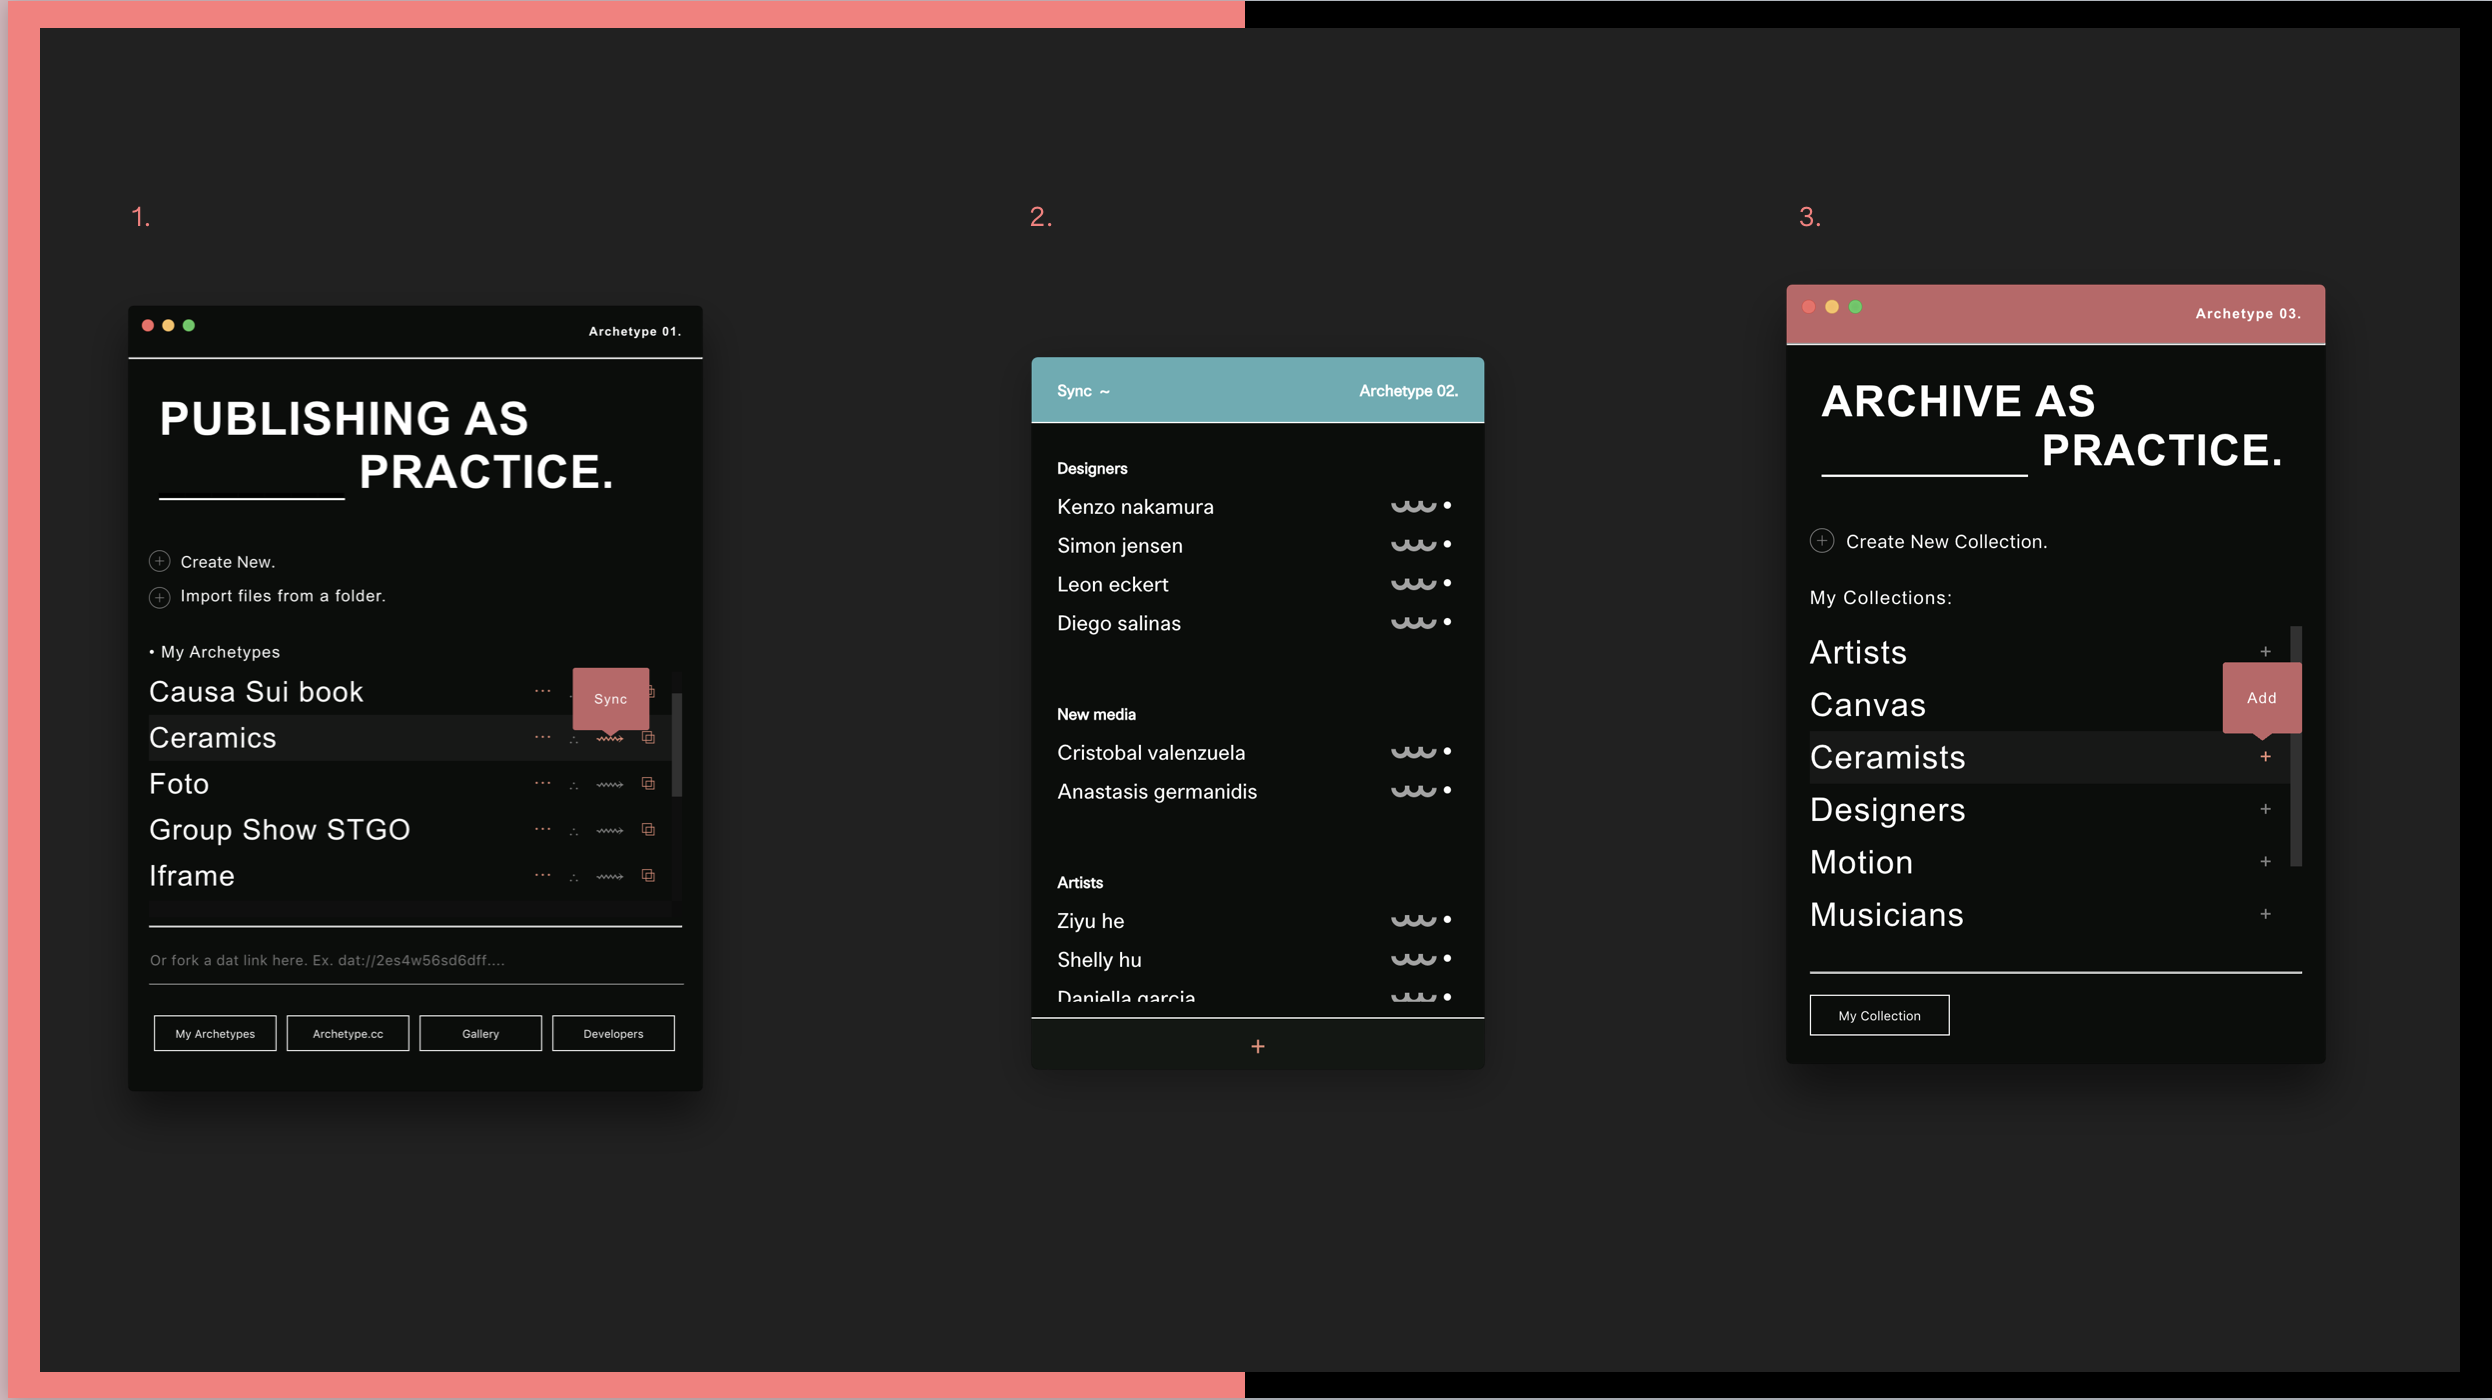 1.
Archetype 01.
PUBLISHING AS
PRACTICE.
Create New.
Import files from a folder.
• My Archetypes
Causa Sui book
Sync
Ceramics
Foto
Group Show STGO
Iframe
Or fork a dat link here. Ex. dat://2es4w56sd6dff....
My Archetypes
Archetype.cc
Gallery
Developers
2.
Sync ~
Archetype 02.
Designers
Kenzo nakamura
Simon jensen
Leon eckert
Diego salinas
New media
Cristobal valenzuela
Anastasis germanidis
Artists
Ziyu he
Shelly hu
Daniella garcia
+
3.
Archetype 03.
ARCHIVE AS
PRACTICE.
Create New Collection.
My Collections:
Artists +
Canvas
Add
Ceramists +
Designers +
Motion +
Musicians +
My Collection